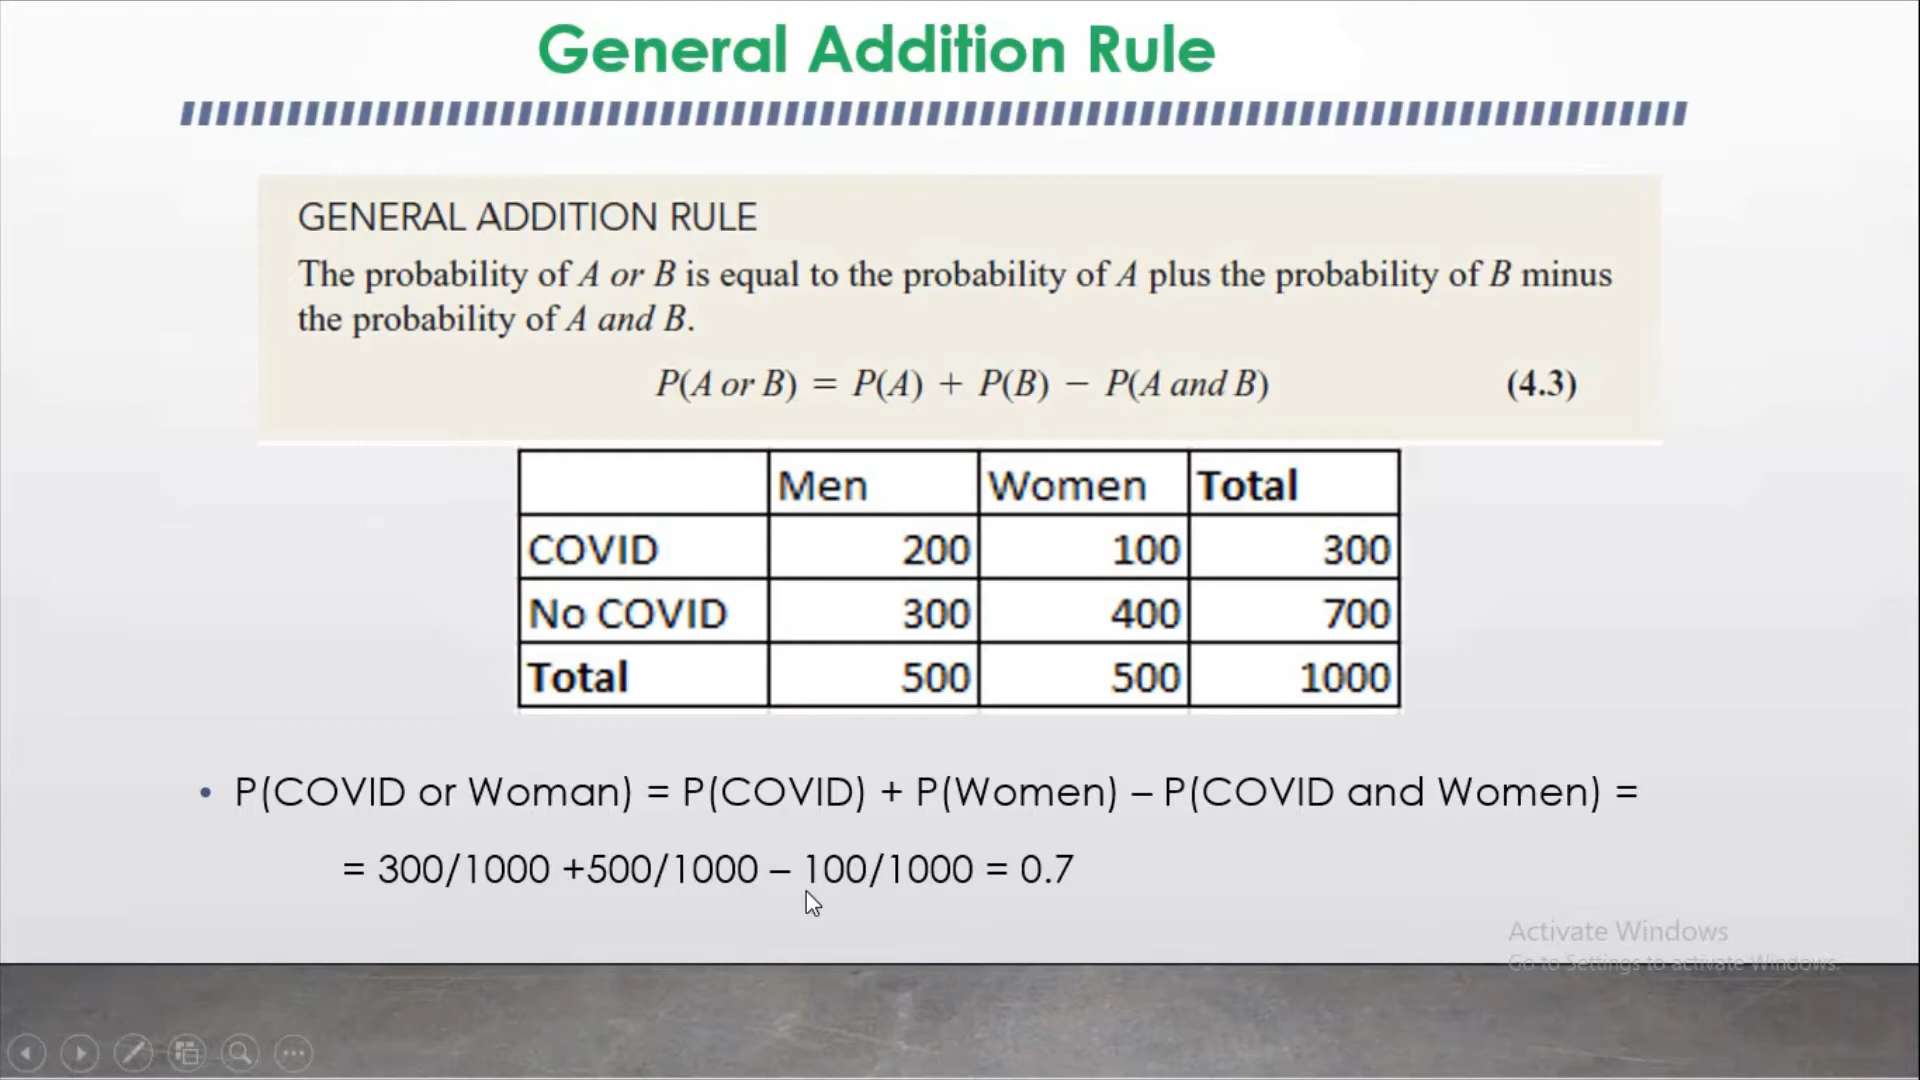 General Addition Rule
GENERAL ADDITION RULE
The probability of A or B is equal to the probability of A plus the probability of B minus
the probability of A and B.
P(A or B) = P(A) + P(B) − P(A and B) (4.3)
Men Women Total
COVID 200 100 300
No COVID 300 400 700
Total 500 500 1000
• P(COVID or Woman) = P(COVID) + P(Women) – P(COVID and Women) =
= 300/1000 +500/1000 – 100/1000 = 0.7
Activate Windows
Go to Settings to activate Windows.